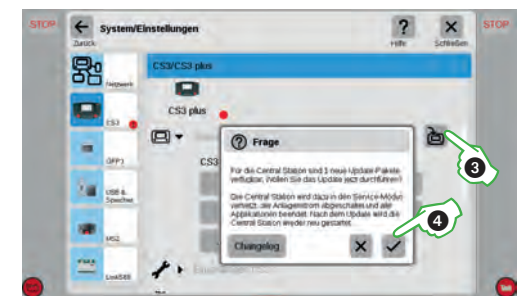 STOP
System/Einstellungen
STOP
Zurück
Hilfe
Schließen
CS3/CS3 plus
Netzwerk
CS3 plus
CS3
Frage
GFP3
CS3
Für die Central Station sind 3 neue Update Pakete
verfügbar. Wollen Sie das Update jetzt durchführen?
Die Central Station wird dazu in den Service-Modus
versetzt, die Anlagenstrom abgeschaltet und alle
Applikationen beendet. Nach dem Update wird die
Central Station wieder neu gestartet.
USB &
Speicher
MS2
Changelog
LinkS88
3
4